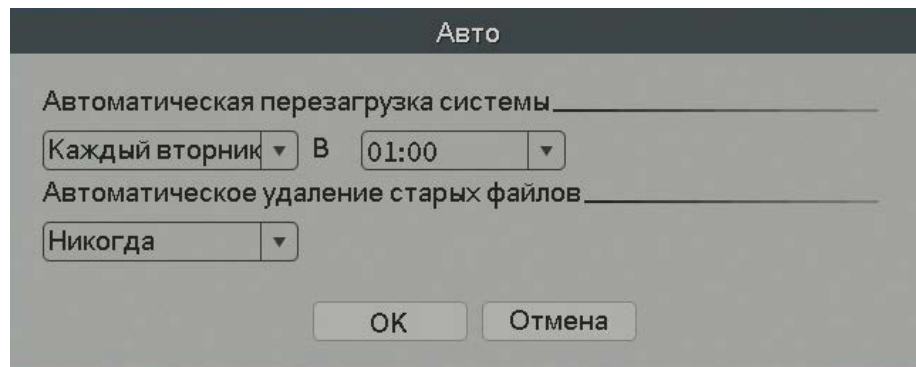 Авто
Автоматическая перезагрузка системы
Каждый вторник В 01:00
Автоматическое удаление старых файлов
Никогда
OK Отмена